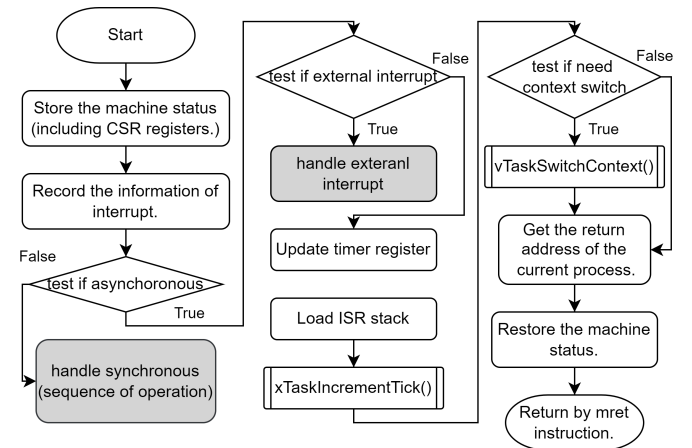 Start
Store the machine status
(including CSR registers.)
Record the information of
interrupt.
False
test if asynchoronous
True
handle synchronous
(sequence of operation)
test if external interrupt
False
True
handle exteranl
interrupt
Update timer register
Load ISR stack
xTaskIncrementTick()
test if need
context switch
False
True
vTaskSwitchContext()
Get the return
address of the
current process.
Restore the machine
status.
Return by mret
instruction.